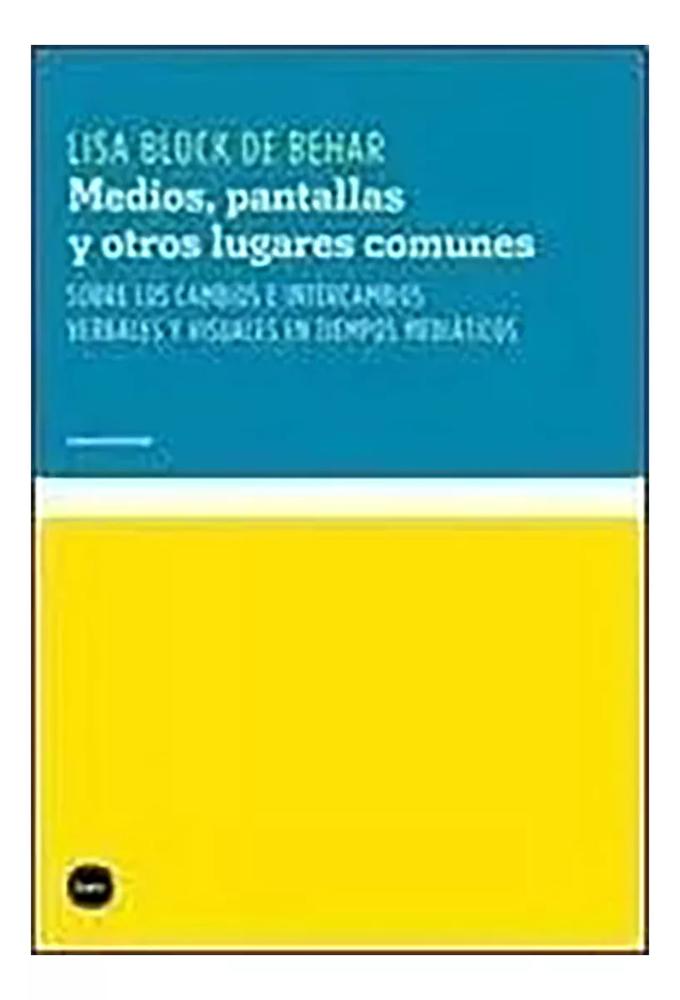 LISA BLOCK DE BEHAR
Medios, pantallas
y otros lugares comunes
SOBRE LOS CAMBIOS E INTERCAMBIOS
VERBALES Y VISUALES EN TIEMPOS MEDIÁTICOS